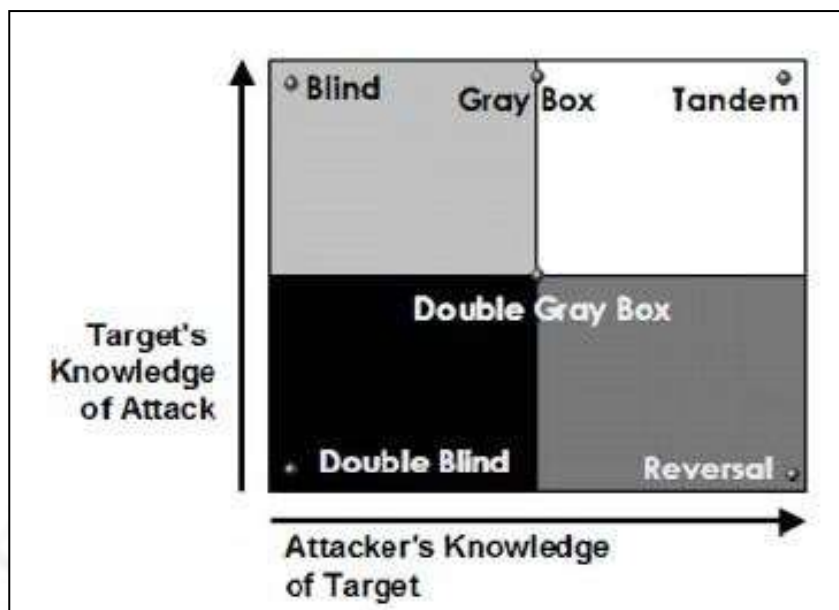 Blind
Gray Box
Tandem
Double Gray Box
Target's
Knowledge
of Attack
Double Blind
Reversal
Attacker's Knowledge
of Target